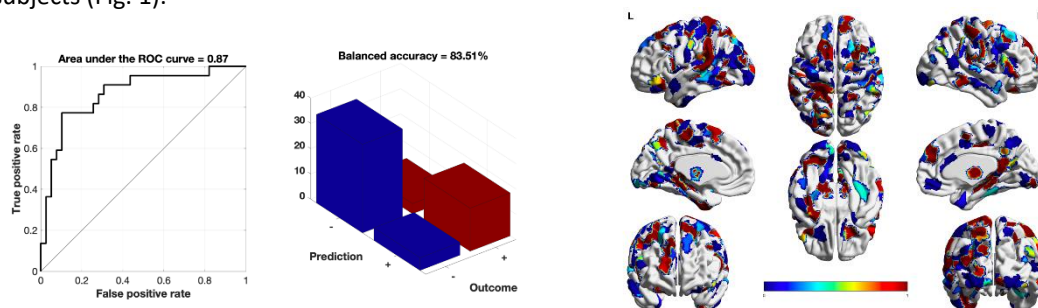 subjects (Fig. 1).
Area under the ROC curve = 0.87
1
0.8
0.6
0.4
0.2
0
0 0.2 0.4 0.6 0.8 1
True positive rate
False positive rate
Balanced accuracy = 83.51%
40
30
20
10
0
-
+
Prediction
-
+
Outcome
L